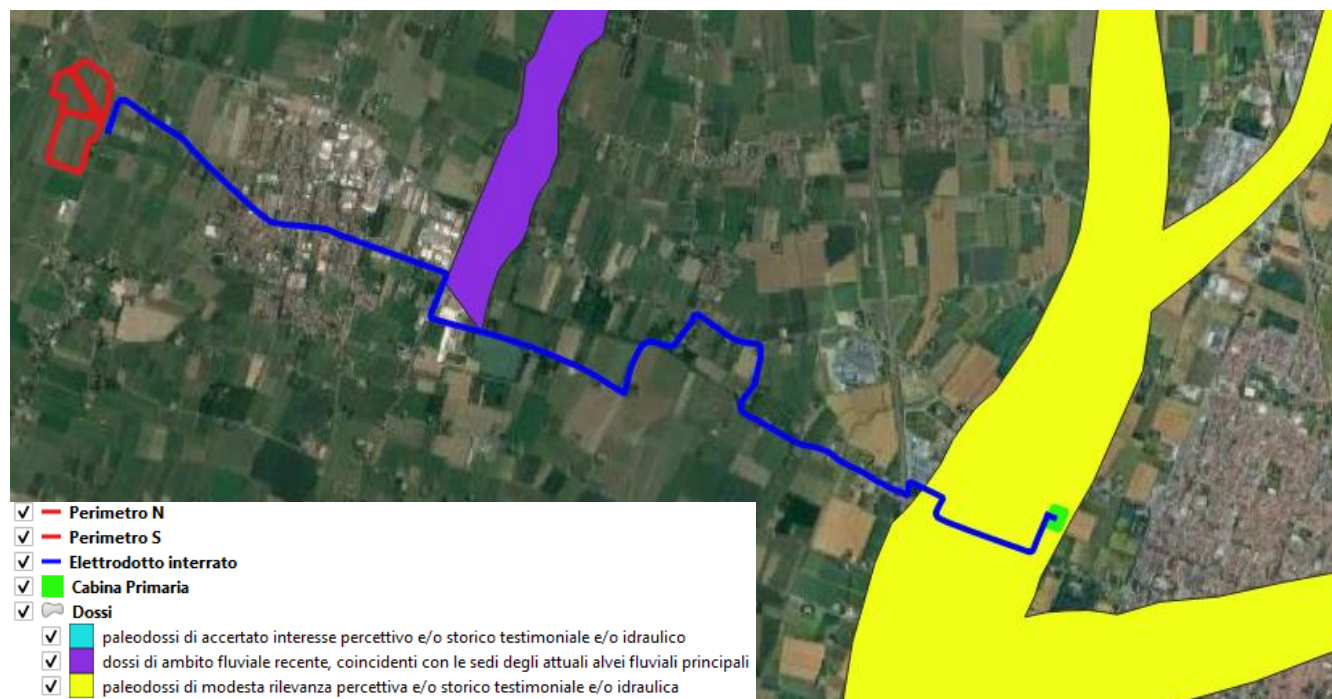 Perimetro N
Perimetro S
Elettrodotto interrato
Cabina Primaria
Dossi
paleodossi di accertato interesse percettivo e/o storico testimoniale e/o idraulico
dossi di ambito fluviale recente, coincidenti con le sedi degli attuali alvei fluviali principali
paleodossi di modesta rilevanza percettiva e/o storico testimoniale e/o idraulica